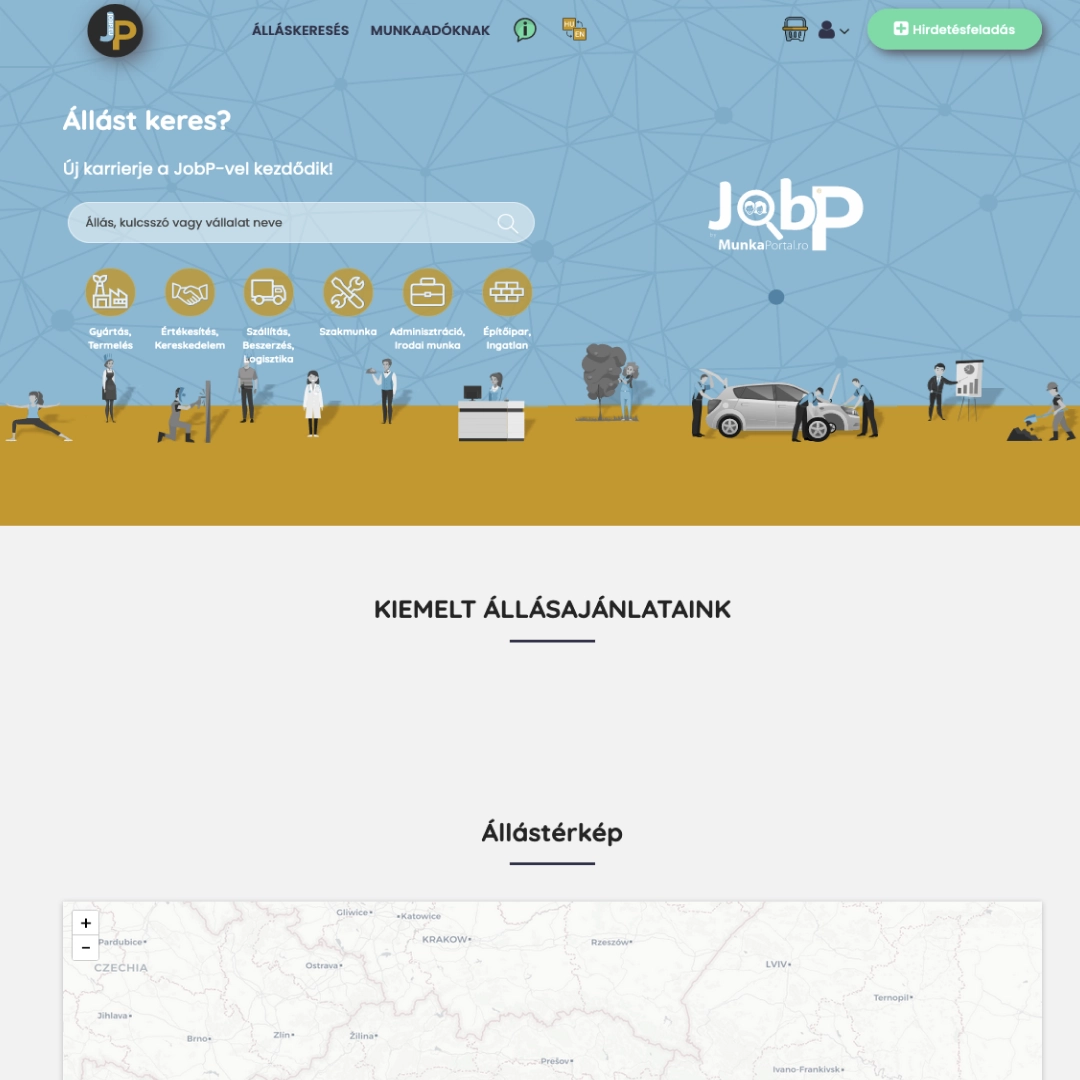 JP
ÁLLÁSKERESÉS
MUNKAADÓKNAK
HU
EN
Hirdetésfeladás
Állást keres?
Új karrierje a JobP-vel kezdődik!
Állás, kulcsszó vagy vállalat neve
JobP
MunkaPortal.ro
Gyártás,
Termelés
Értékesítés,
Kereskedelem
Szállítás,
Beszerzés,
Logisztika
Szakmunka
Adminisztráció,
Irodai munka
Építőipar,
Ingatlan
KIEMELT ÁLLÁSAJÁNLATAINK
Állástérkép
+
−
Gliwice
Katowice
KRAKOW
Rzeszów
Pardubice
CZECHIA
Ostrava
LVIV
Ternopil
Jihlava
Brno
Zlín
Žilina
Prešov
Ivano-Frankivsk